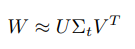 W ≈ UΣ_tV^T